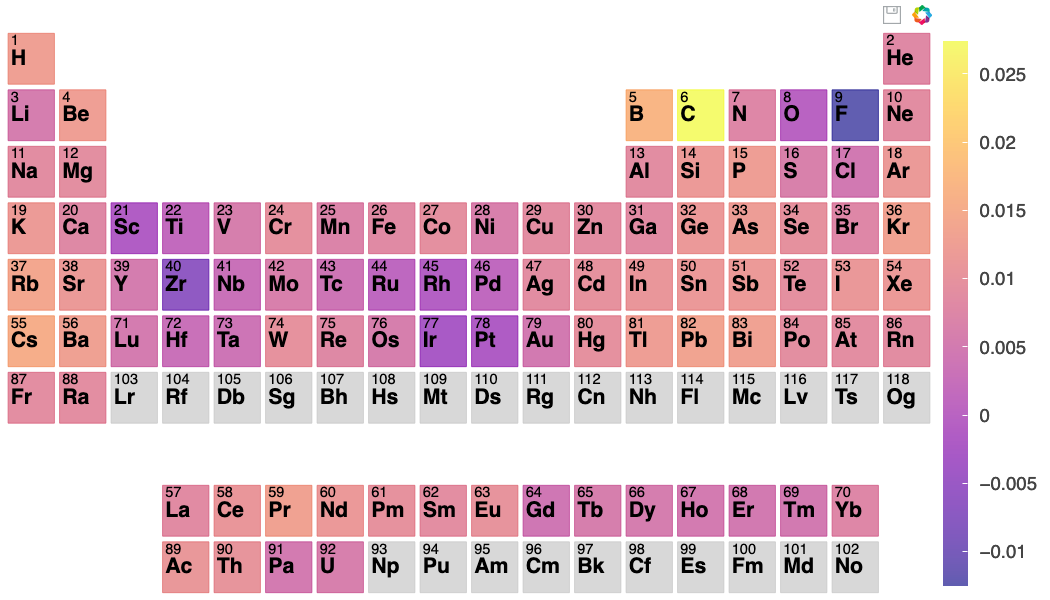 1 2
H He
3 4 5 6 7 8 9 10
Li Be B C N O F Ne
11 12 13 14 15 16 17 18
Na Mg Al Si P S Cl Ar
19 20 21 22 23 24 25 26 27 28 29 30 31 32 33 34 35 36
K Ca Sc Ti V Cr Mn Fe Co Ni Cu Zn Ga Ge As Se Br Kr
37 38 39 40 41 42 43 44 45 46 47 48 49 50 51 52 53 54
Rb Sr Y Zr Nb Mo Tc Ru Rh Pd Ag Cd In Sn Sb Te I Xe
55 56 71 72 73 74 75 76 77 78 79 80 81 82 83 84 85 86
Cs Ba Lu Hf Ta W Re Os Ir Pt Au Hg Tl Pb Bi Po At Rn
87 88 103 104 105 106 107 108 109 110 111 112 113 114 115 116 117 118
Fr Ra Lr Rf Db Sg Bh Hs Mt Ds Rg Cn Nh Fl Mc Lv Ts Og
57 58 59 60 61 62 63 64 65 66 67 68 69 70
La Ce Pr Nd Pm Sm Eu Gd Tb Dy Ho Er Tm Yb
89 90 91 92 93 94 95 96 97 98 99 100 101 102
Ac Th Pa U Np Pu Am Cm Bk Cf Es Fm Md No
0.025
0.02
0.015
0.01
0.005
0
−0.005
−0.01